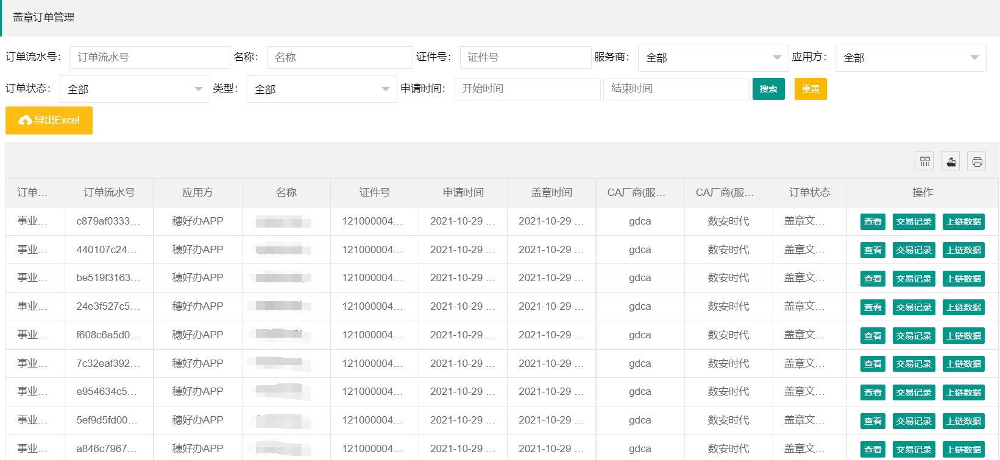 盖章订单管理
订单流水号： 订单流水号 名称： 名称 证件号： 证件号 服务商： 全部 应用方： 全部
订单状态： 全部 类型： 全部 申请时间： 开始时间 结束时间 搜索 重置
导出Excel
订单... 订单流水号 应用方 名称 证件号 申请时间 盖章时间 CA厂商(服... CA厂商(服... 订单状态 操作
事业... c879af0333... 穗好办APP 121000004... 2021-10-29 ... 2021-10-29 ... gdca 数安时代 盖章文... 查看 交易记录 上链数据
事业... 440107c24... 穗好办APP 121000004... 2021-10-29 ... 2021-10-29 ... gdca 数安时代 盖章文... 查看 交易记录 上链数据
事业... be519f3163... 穗好办APP 121000004... 2021-10-29 ... 2021-10-29 ... gdca 数安时代 盖章文... 查看 交易记录 上链数据
事业... 24e3f527c5... 穗好办APP 121000004... 2021-10-29 ... 2021-10-29 ... gdca 数安时代 盖章文... 查看 交易记录 上链数据
事业... f608c6a5d0... 穗好办APP 121000004... 2021-10-29 ... 2021-10-29 ... gdca 数安时代 盖章文... 查看 交易记录 上链数据
事业... 7c32eaf392... 穗好办APP 121000004... 2021-10-29 ... 2021-10-29 ... gdca 数安时代 盖章文... 查看 交易记录 上链数据
事业... e954634c5... 穗好办APP 121000004... 2021-10-29 ... 2021-10-29 ... gdca 数安时代 盖章文... 查看 交易记录 上链数据
事业... 5ef9d5fd00... 穗好办APP 121000004... 2021-10-29 ... 2021-10-29 ... gdca 数安时代 盖章文... 查看 交易记录 上链数据
事业... a846c7967... 穗好办APP 121000004... 2021-10-29 ... 2021-10-29 ... gdca 数安时代 盖章文... 查看 交易记录 上链数据